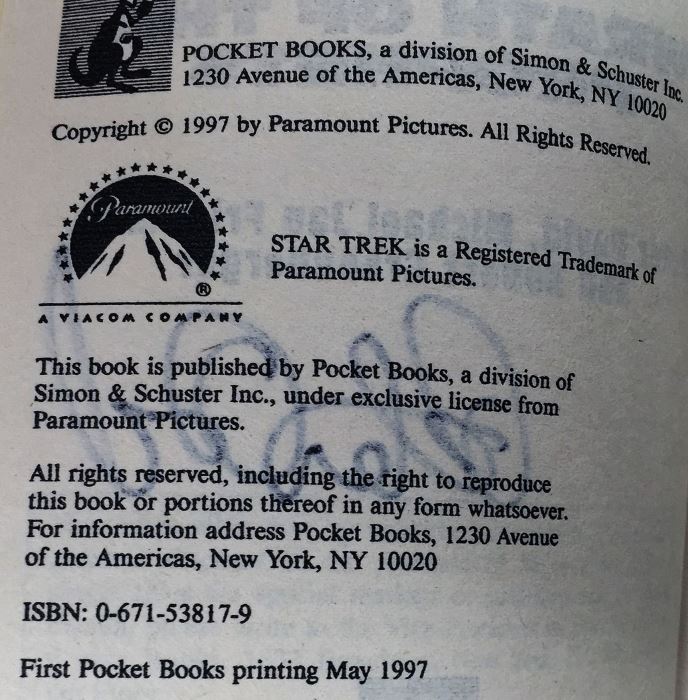 POCKET BOOKS, a division of Simon & Schuster Inc.
1230 Avenue of the Americas, New York, NY 10020
Copyright © 1997 by Paramount Pictures. All Rights Reserved.
Paramount
®
A VIACOM COMPANY
STAR TREK is a Registered Trademark of
Paramount Pictures.
This book is published by Pocket Books, a division of
Simon & Schuster Inc., under exclusive license from
Paramount Pictures.
All rights reserved, including the right to reproduce
this book or portions thereof in any form whatsoever.
For information address Pocket Books, 1230 Avenue
of the Americas, New York, NY 10020
ISBN: 0-671-53817-9
First Pocket Books printing May 1997